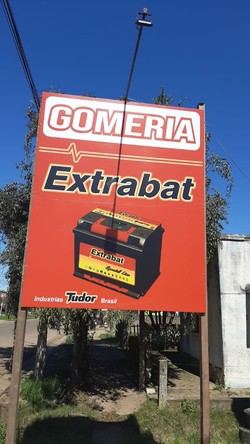 GOMERIA
Extrabat
Extrabat
Industrias Tudor Brasil